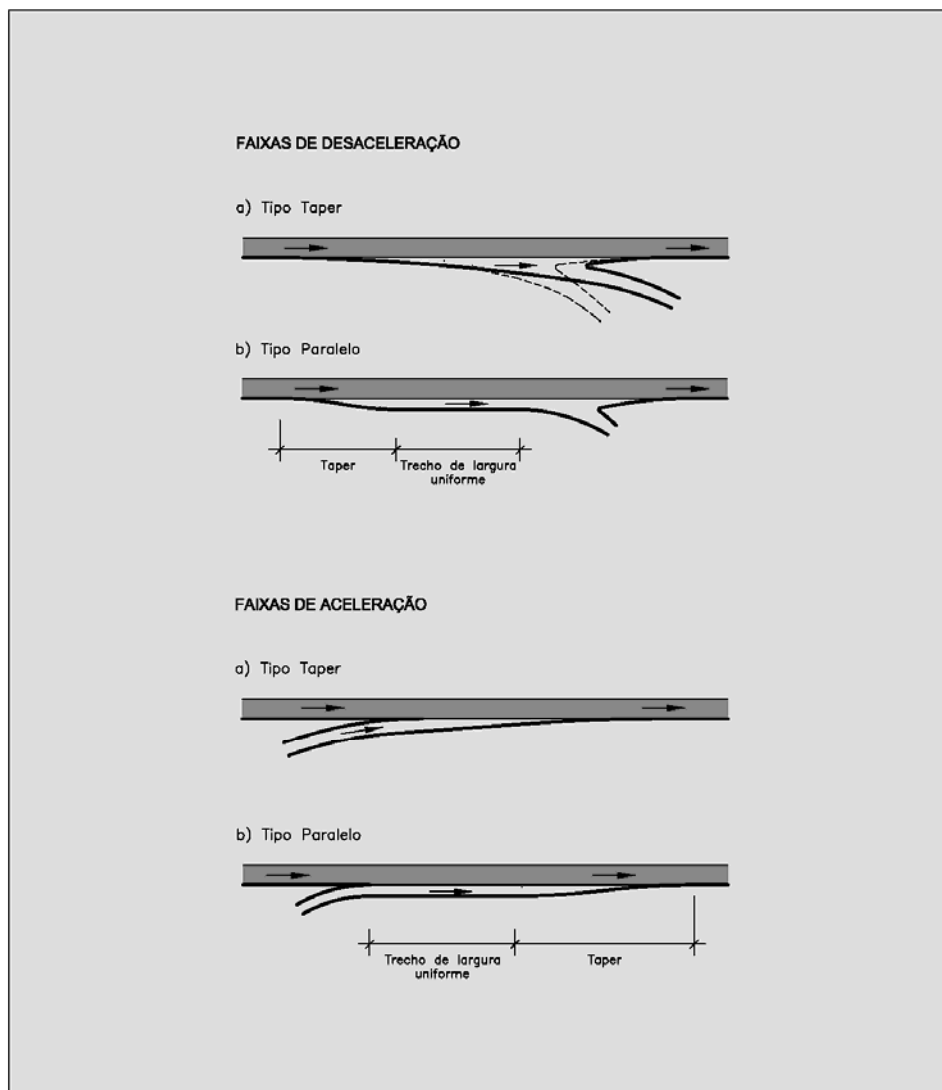 FAIXAS DE DESACELERAÇÃO
a) Tipo Taper
b) Tipo Paralelo
Taper
Trecho de largura
uniforme
FAIXAS DE ACELERAÇÃO
a) Tipo Taper
b) Tipo Paralelo
Trecho de largura
uniforme
Taper